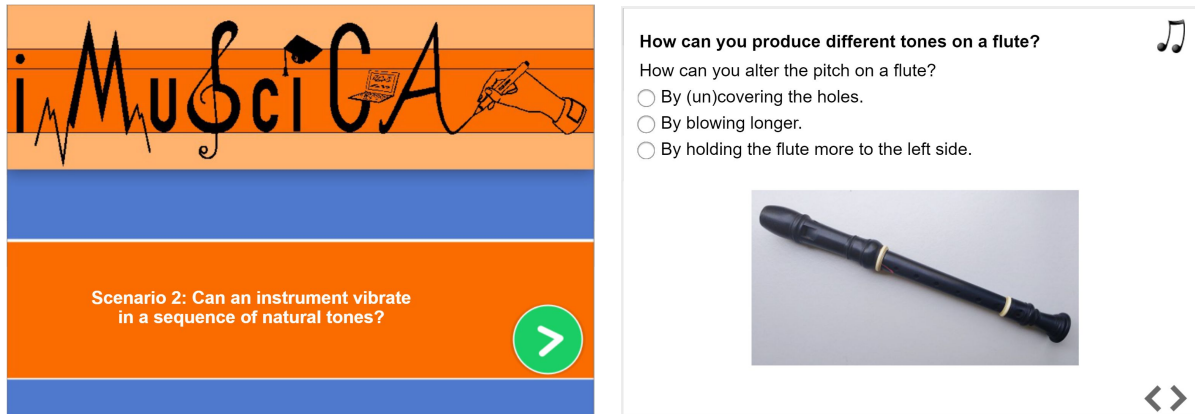 iMuSciCA
Scenario 2: Can an instrument vibrate
in a sequence of natural tones?
How can you produce different tones on a flute?
How can you alter the pitch on a flute?
By (un)covering the holes.
By blowing longer.
By holding the flute more to the left side.